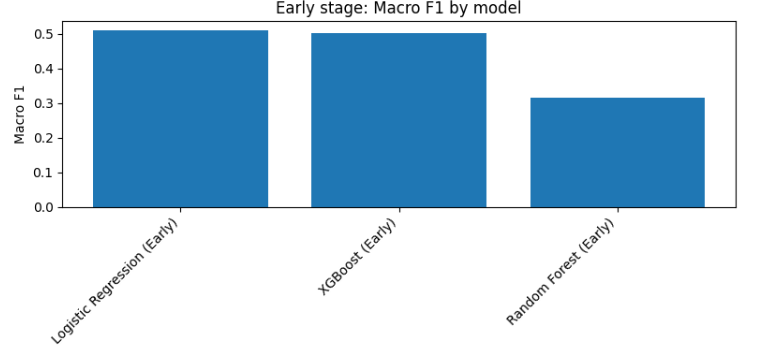 Early stage: Macro F1 by model
Macro F1
0.5
0.4
0.3
0.2
0.1
0.0
Logistic Regression (Early)
XGBoost (Early)
Random Forest (Early)